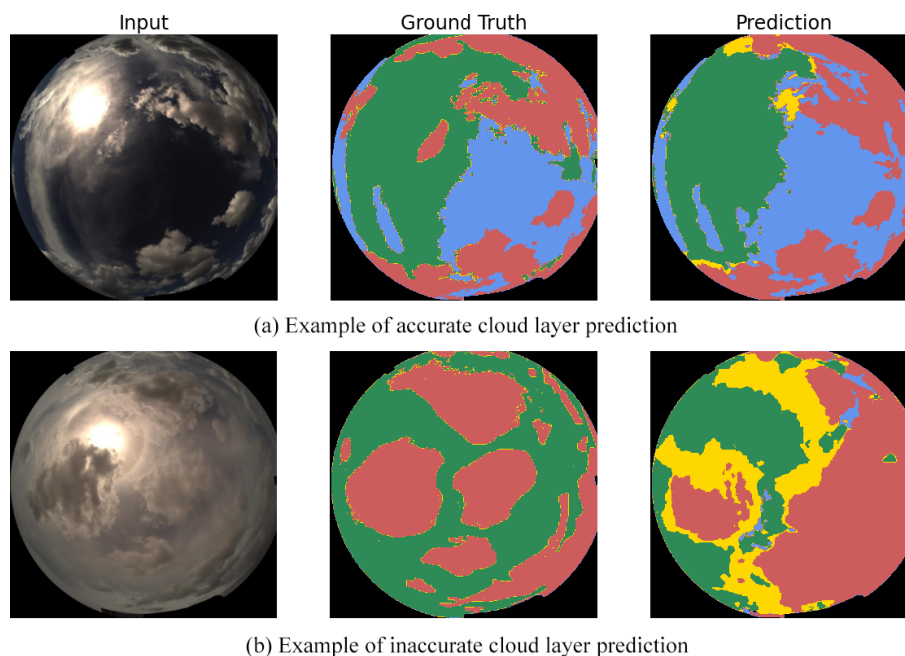 Input
Ground Truth
Prediction
(a) Example of accurate cloud layer prediction
(b) Example of inaccurate cloud layer prediction